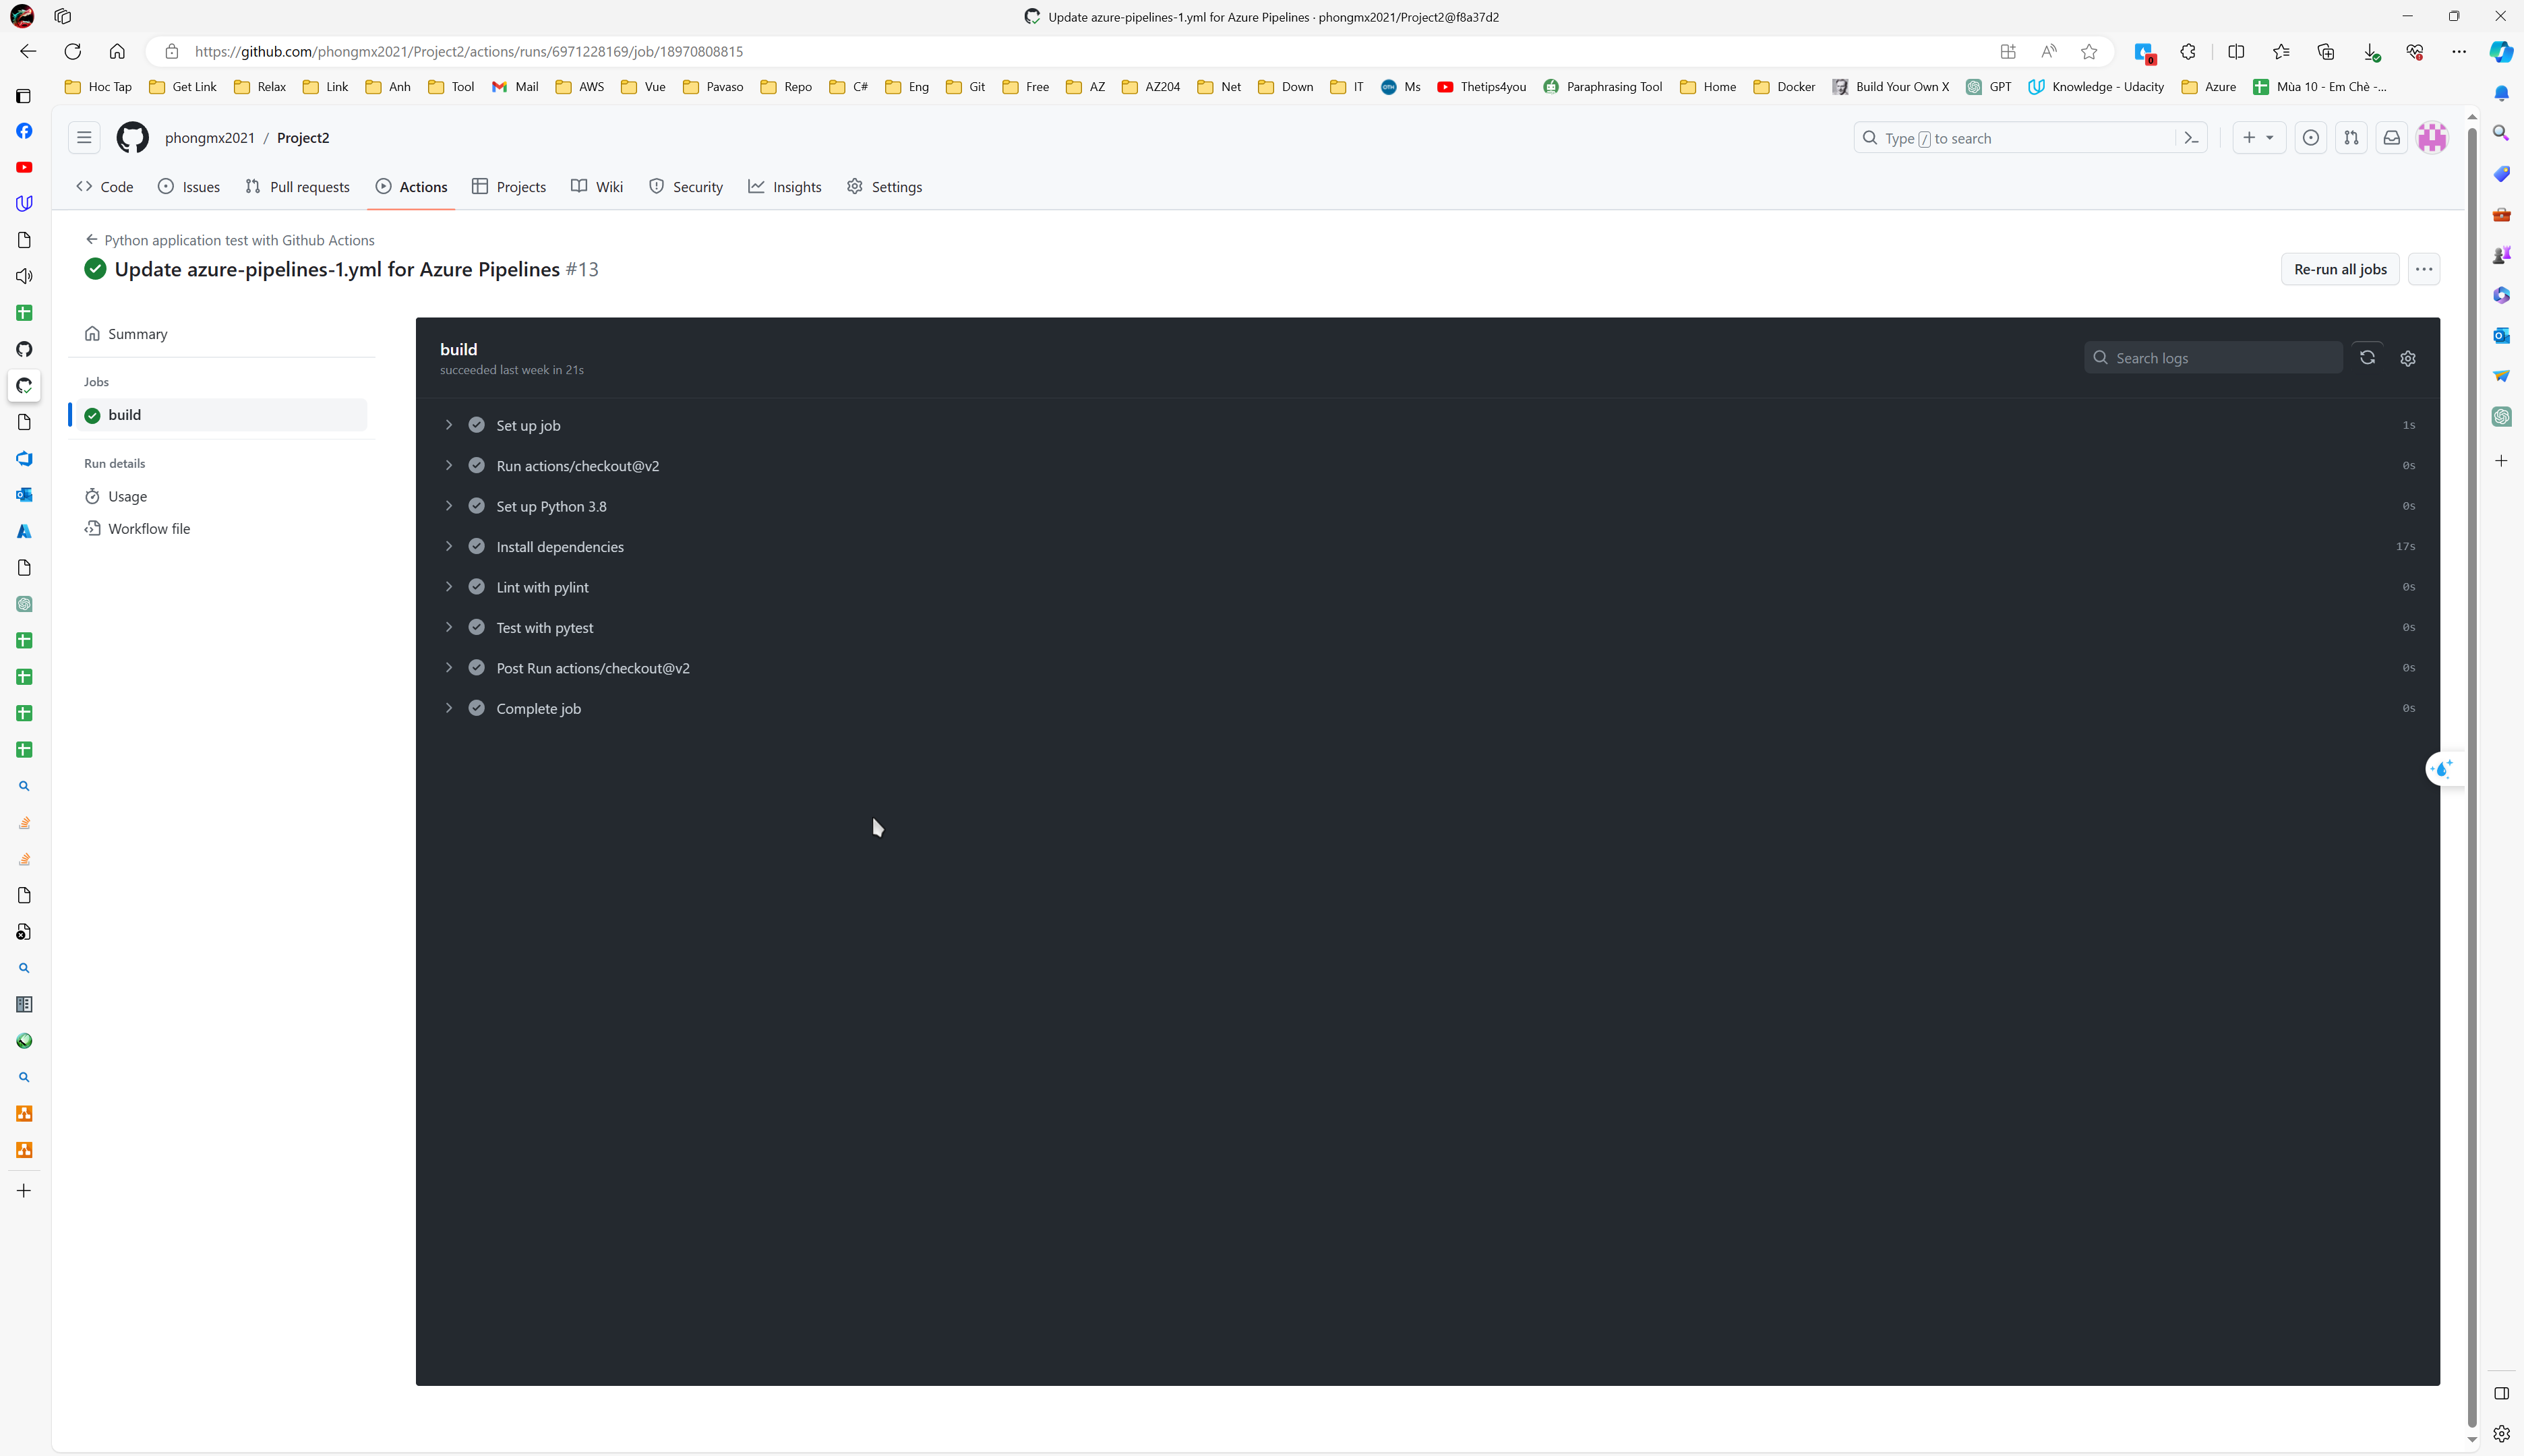 Update azure-pipelines-1.yml for Azure Pipelines · phongmx2021/Project2@f8a37d2
https://github.com/phongmx2021/Project2/actions/runs/6971228169/job/18970808815
0
Hoc Tap Get Link Relax Link Anh Tool Mail AWS Vue Pavaso Repo C# Eng Git Free AZ AZ204 Net Down IT Ms Thetips4you Paraphrasing Tool Home Docker Build Your Own X GPT Knowledge - Udacity Azure Mùa 10 - Em Chè -...
phongmx2021 / Project2
Type / to search
Code Issues Pull requests Actions Projects Wiki Security Insights Settings
Python application test with Github Actions
Update azure-pipelines-1.yml for Azure Pipelines #13
Re-run all jobs
Summary
Jobs
build
Run details
Usage
Workflow file
build
succeeded last week in 21s
Search logs
Set up job 1s
Run actions/checkout@v2 0s
Set up Python 3.8 0s
Install dependencies 17s
Lint with pylint 0s
Test with pytest 0s
Post Run actions/checkout@v2 0s
Complete job 0s